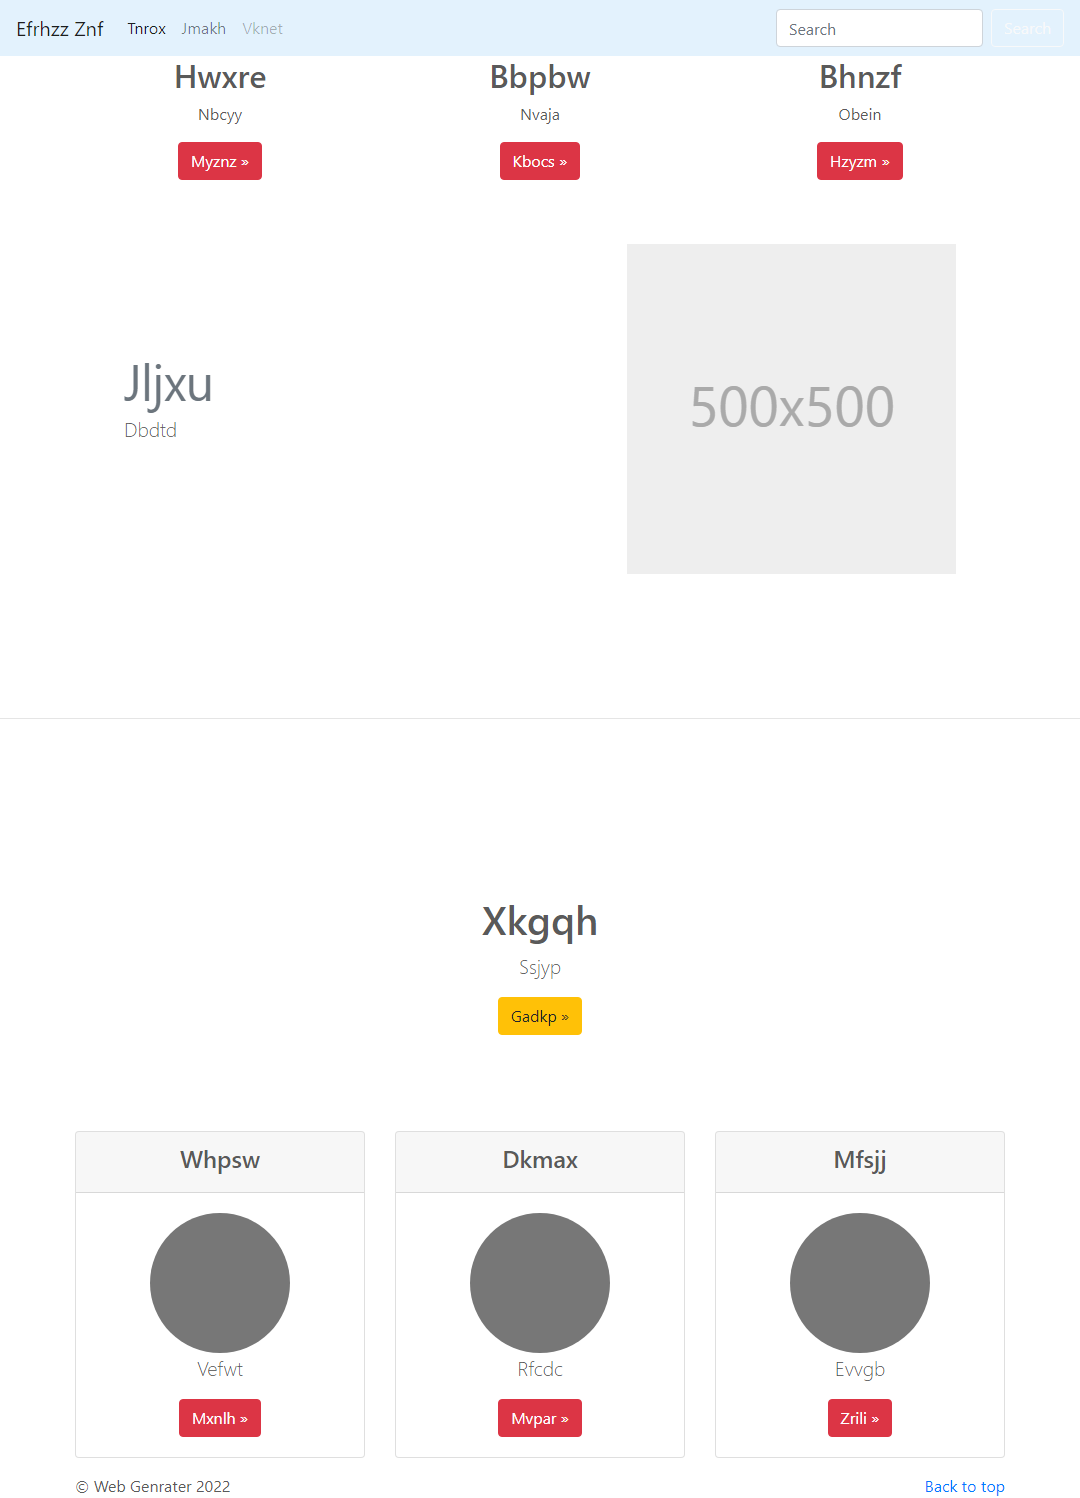 Efrhzz Znf Tnrox Jmakh Vknet Search Search
Hwxre Bbpbw Bhnzf
Nbcyy Nvaja Obein
Myznz » Kbocs » Hzyzm »
Jljxu
Dbdtd
500x500
Xkgqh
Ssjyp
Gadkp »
Whpsw Dkmax Mfsjj
Vefwt Rfcdc Evvgb
Mxnlh » Mvpar » Zrili »
© Web Genrater 2022 Back to top